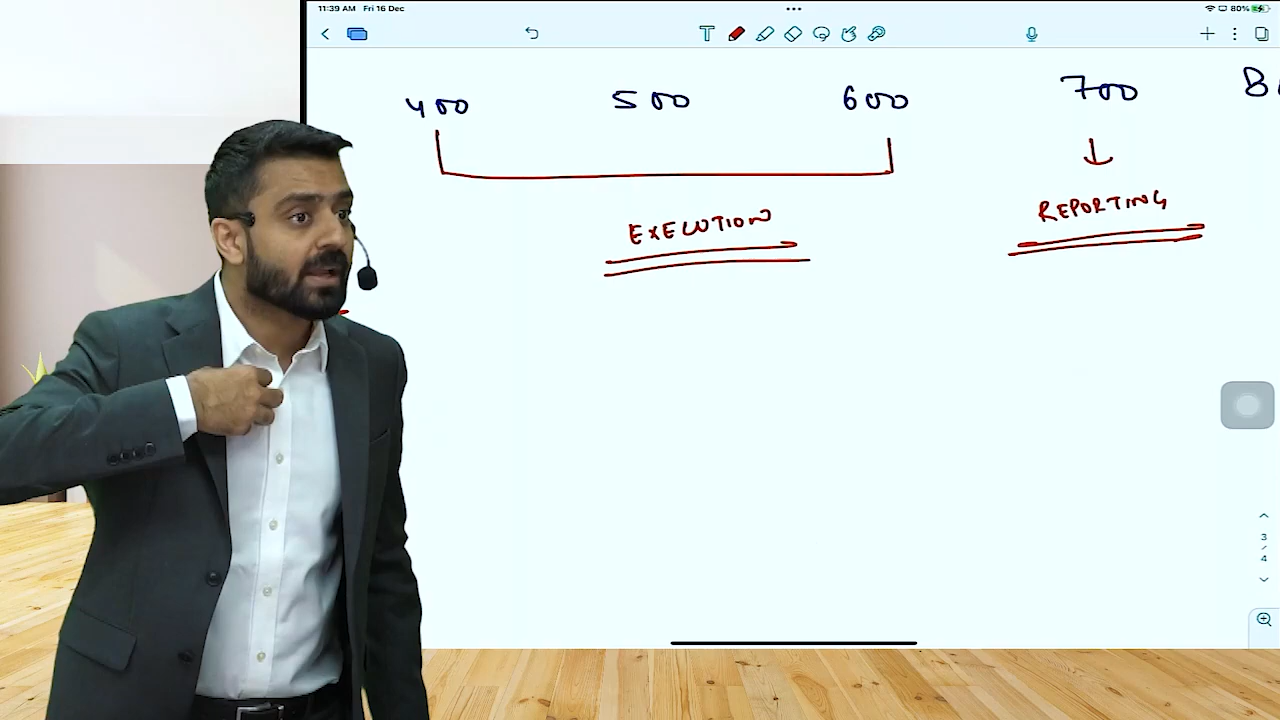 11:39 AM Fri 16 Dec
80%
T
400 500 600 700
EXECUTION
REPORTING
3
4